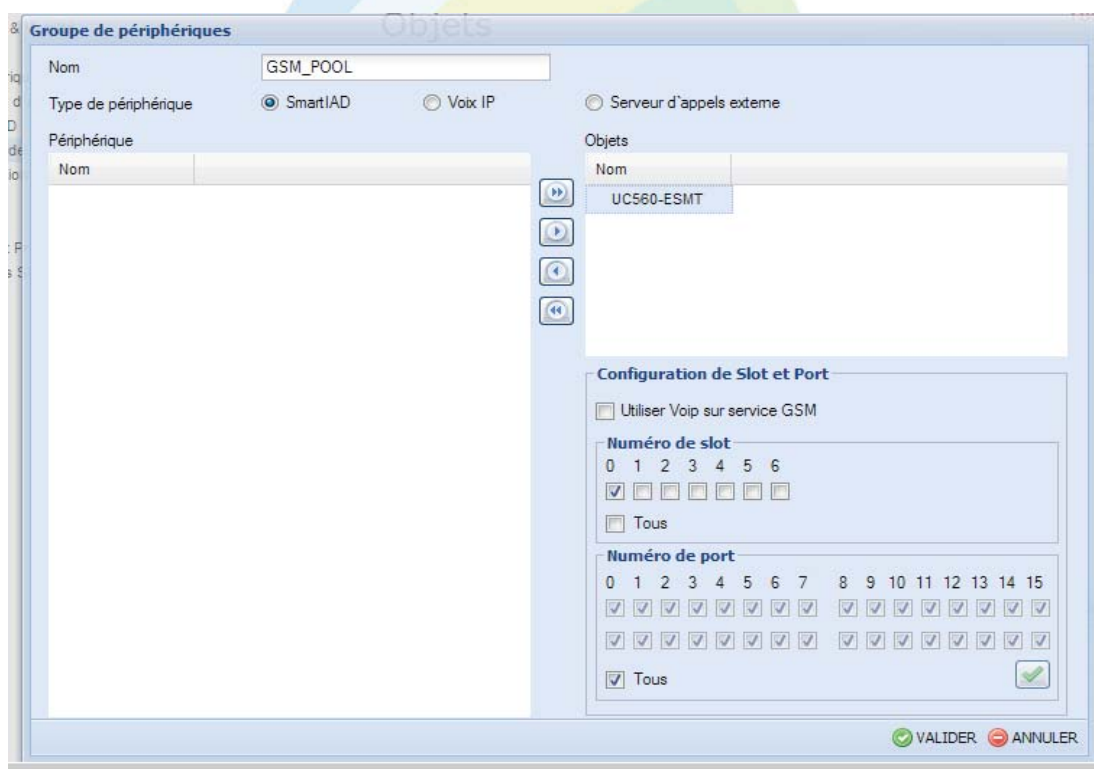 Objets
Groupe de périphériques
Nom GSM_POOL
Type de périphérique SmartIAD Voix IP Serveur d`appels externe
Périphérique
Nom
Objets
Nom
UC560-ESMT
Configuration de Slot et Port
Utiliser Voip sur service GSM
Numéro de slot
0 1 2 3 4 5 6
Tous
Numéro de port
0 1 2 3 4 5 6 7 8 9 10 11 12 13 14 15
Tous
VALIDER ANNULER